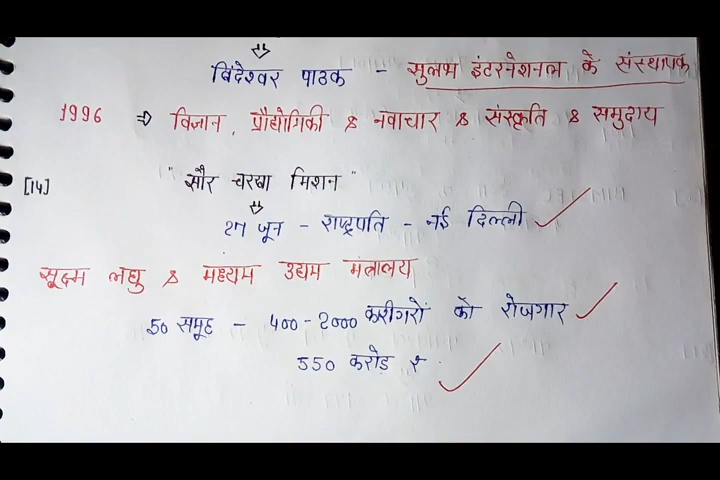 ⇓
बिंदेश्वर पाठक - सुलभ इंटरनेशनल के संस्थापक
1996 ⇒ विज्ञान, प्रौद्योगिकी & नवाचार & संस्कृति & समुदाय
[14] "सौर चरखा मिशन"
⇓
27 जून - राष्ट्रपति - नई दिल्ली ✓
सूक्ष्म लघु & मध्यम उद्यम मंत्रालय
50 समूह - 400-2000 कारीगरों को रोजगार ✓
550 करोड़ ₹ ✓